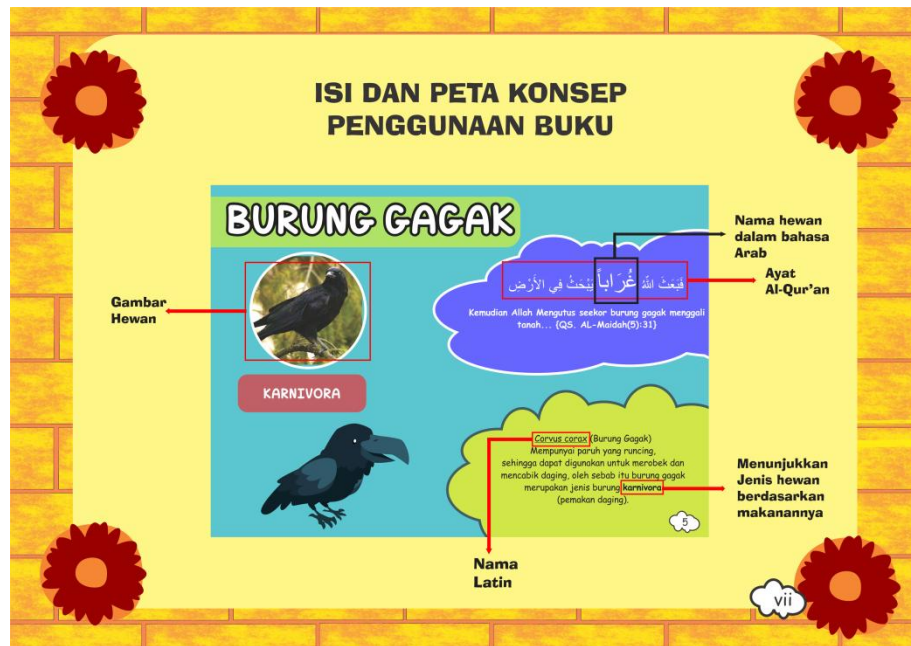 ISI DAN PETA KONSEP
PENGGUNAAN BUKU
BURUNG GAGAK
Gambar
Hewan
KARNIVORA
فَبَعَثَ اللّهُ غُرَاباً يَبْحَثُ فِي الأَرْضِ
Kemudian Allah Mengutus seekor burung gagak menggali
tanah... {QS. AL-Maidah(5):31}
Nama hewan
dalam bahasa
Arab
Ayat
Al-Qur'an
Corvus corax (Burung Gagak)
Mempunyai paruh yang runcing,
sehingga dapat digunakan untuk merobek dan
mencabik daging, oleh sebab itu burung gagak
merupakan jenis burung karnivora
(pemakan daging).
5
Menunjukkan
Jenis hewan
berdasarkan
makanannya
Nama
Latin
vii